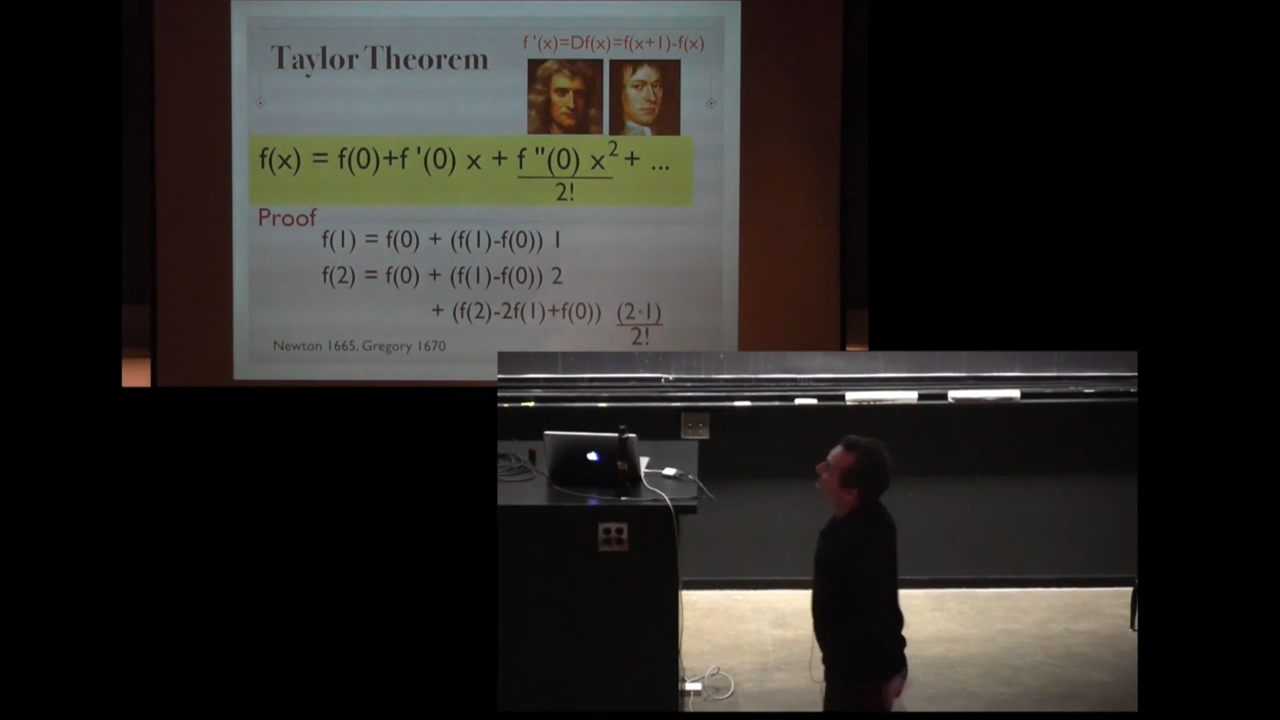 Taylor Theorem
f '(x)=Df(x)=f(x+1)-f(x)
f(x) = f(0)+f '(0) x + f "(0) x² + ...
2!
Proof
f(1) = f(0) + (f(1)-f(0)) 1
f(2) = f(0) + (f(1)-f(0)) 2
+ (f(2)-2f(1)+f(0)) (2·1)
2!
Newton 1665, Gregory 1670